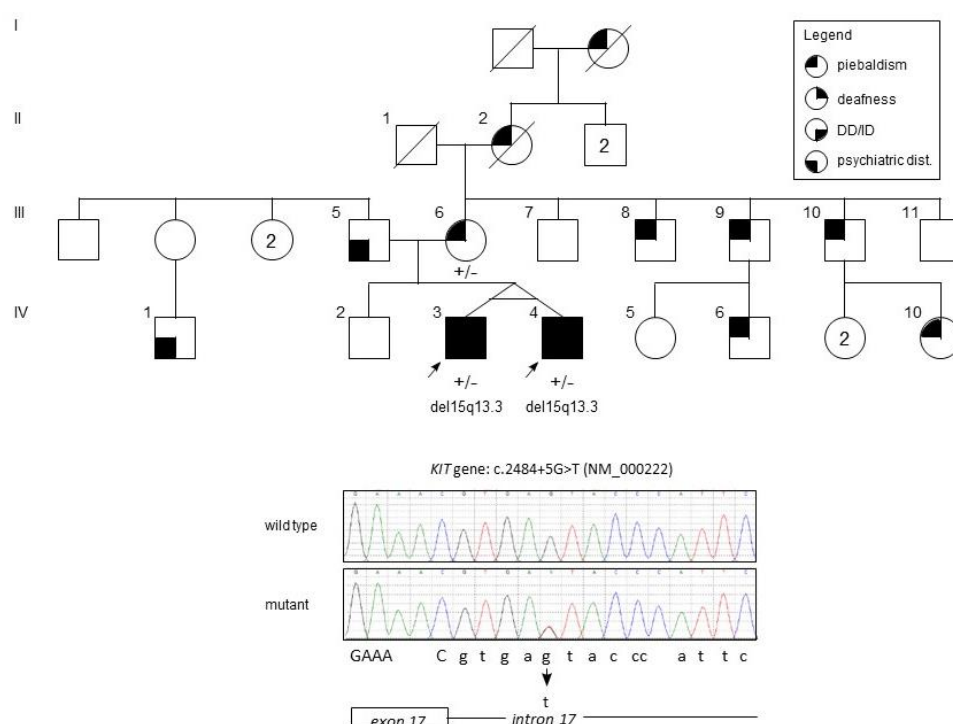 I
Legend
piebaldism
deafness
DD/ID
psychiatric dist.
II
1
2
2
III
5
6
7
8
9
10
11
2
+/–
IV
1
2
3
4
5
6
10
2
+/– +/–
del15q13.3 del15q13.3
KIT gene: c.2484+5G>T (NM_000222)
wild type
mutant
GAAA C g t g a g t a c cc a t t c
t
exon 17 intron 17